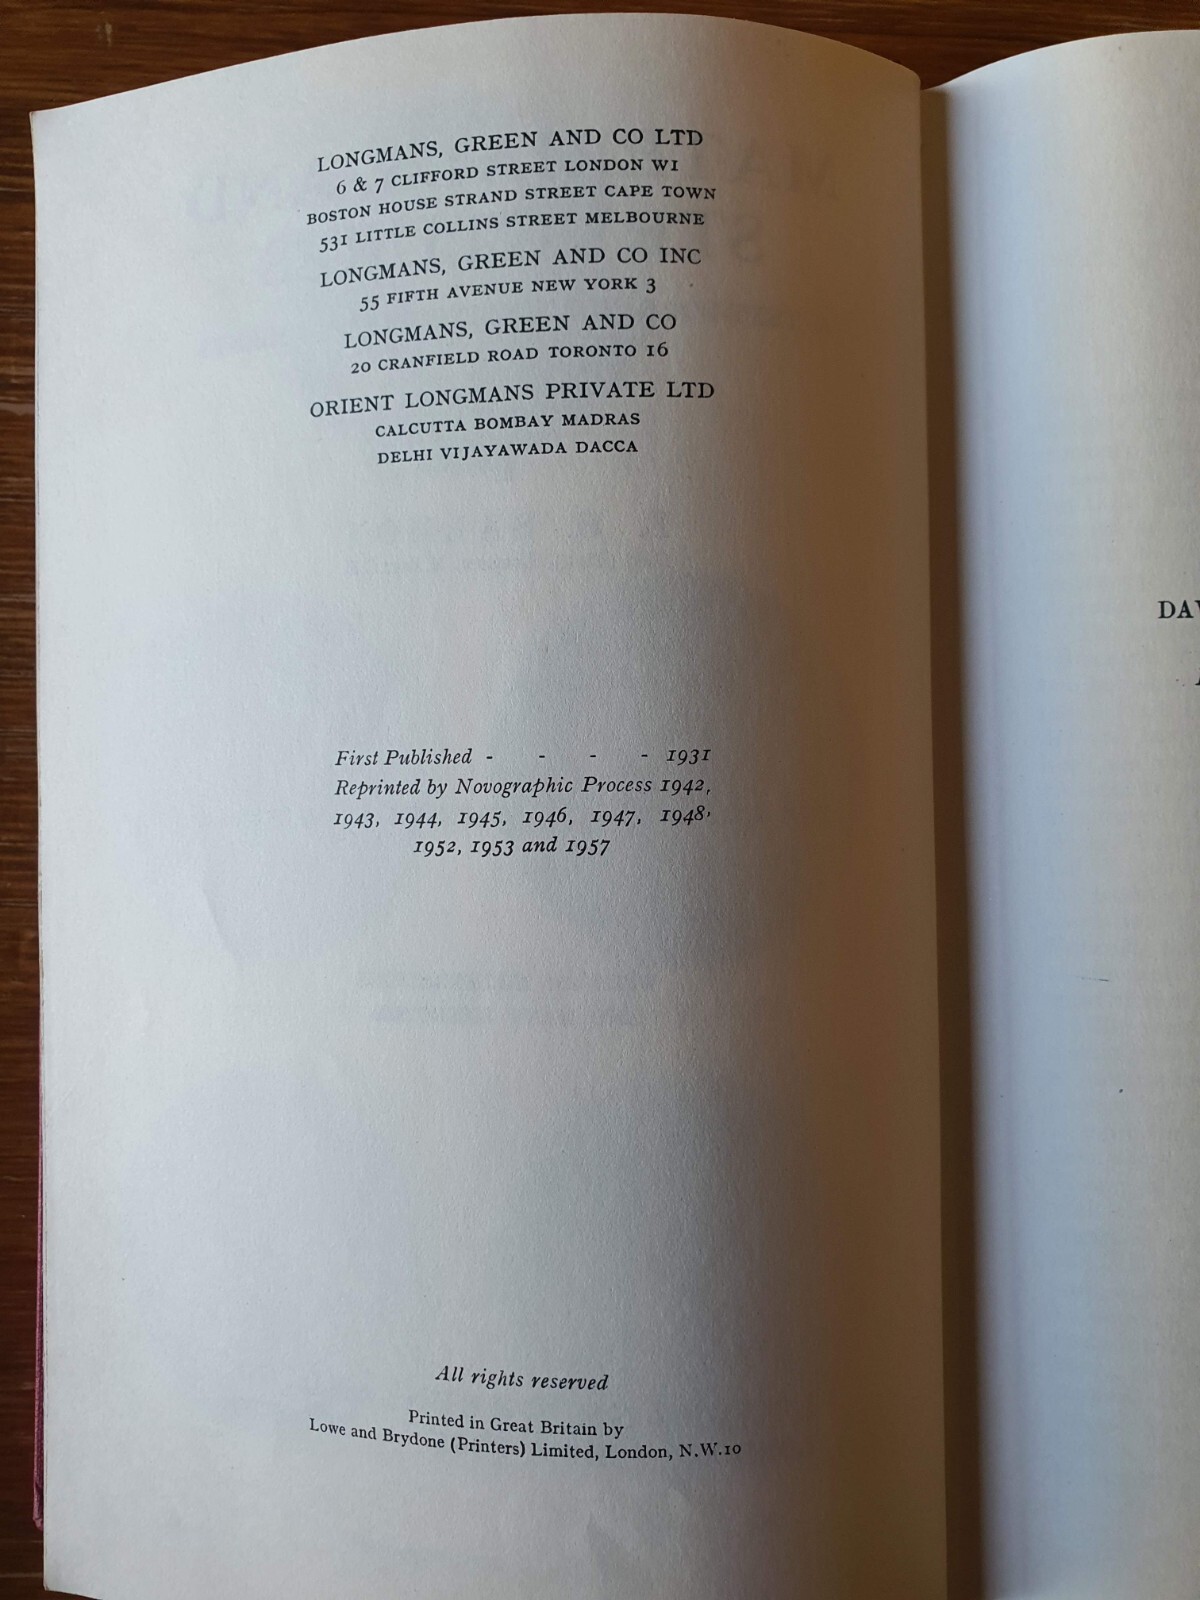 LONGMANS, GREEN AND CO LTD
6 & 7 CLIFFORD STREET LONDON W1
BOSTON HOUSE STRAND STREET CAPE TOWN
531 LITTLE COLLINS STREET MELBOURNE
LONGMANS, GREEN AND CO INC
55 FIFTH AVENUE NEW YORK 3
LONGMANS, GREEN AND CO
20 CRANFIELD ROAD TORONTO 16
ORIENT LONGMANS PRIVATE LTD
CALCUTTA BOMBAY MADRAS
DELHI VIJAYAWADA DACCA
First Published - - - - 1931
Reprinted by Novographic Process 1942,
1943, 1944, 1945, 1946, 1947, 1948,
1952, 1953 and 1957
All rights reserved
Printed in Great Britain by
Lowe and Brydone (Printers) Limited, London, N.W.10